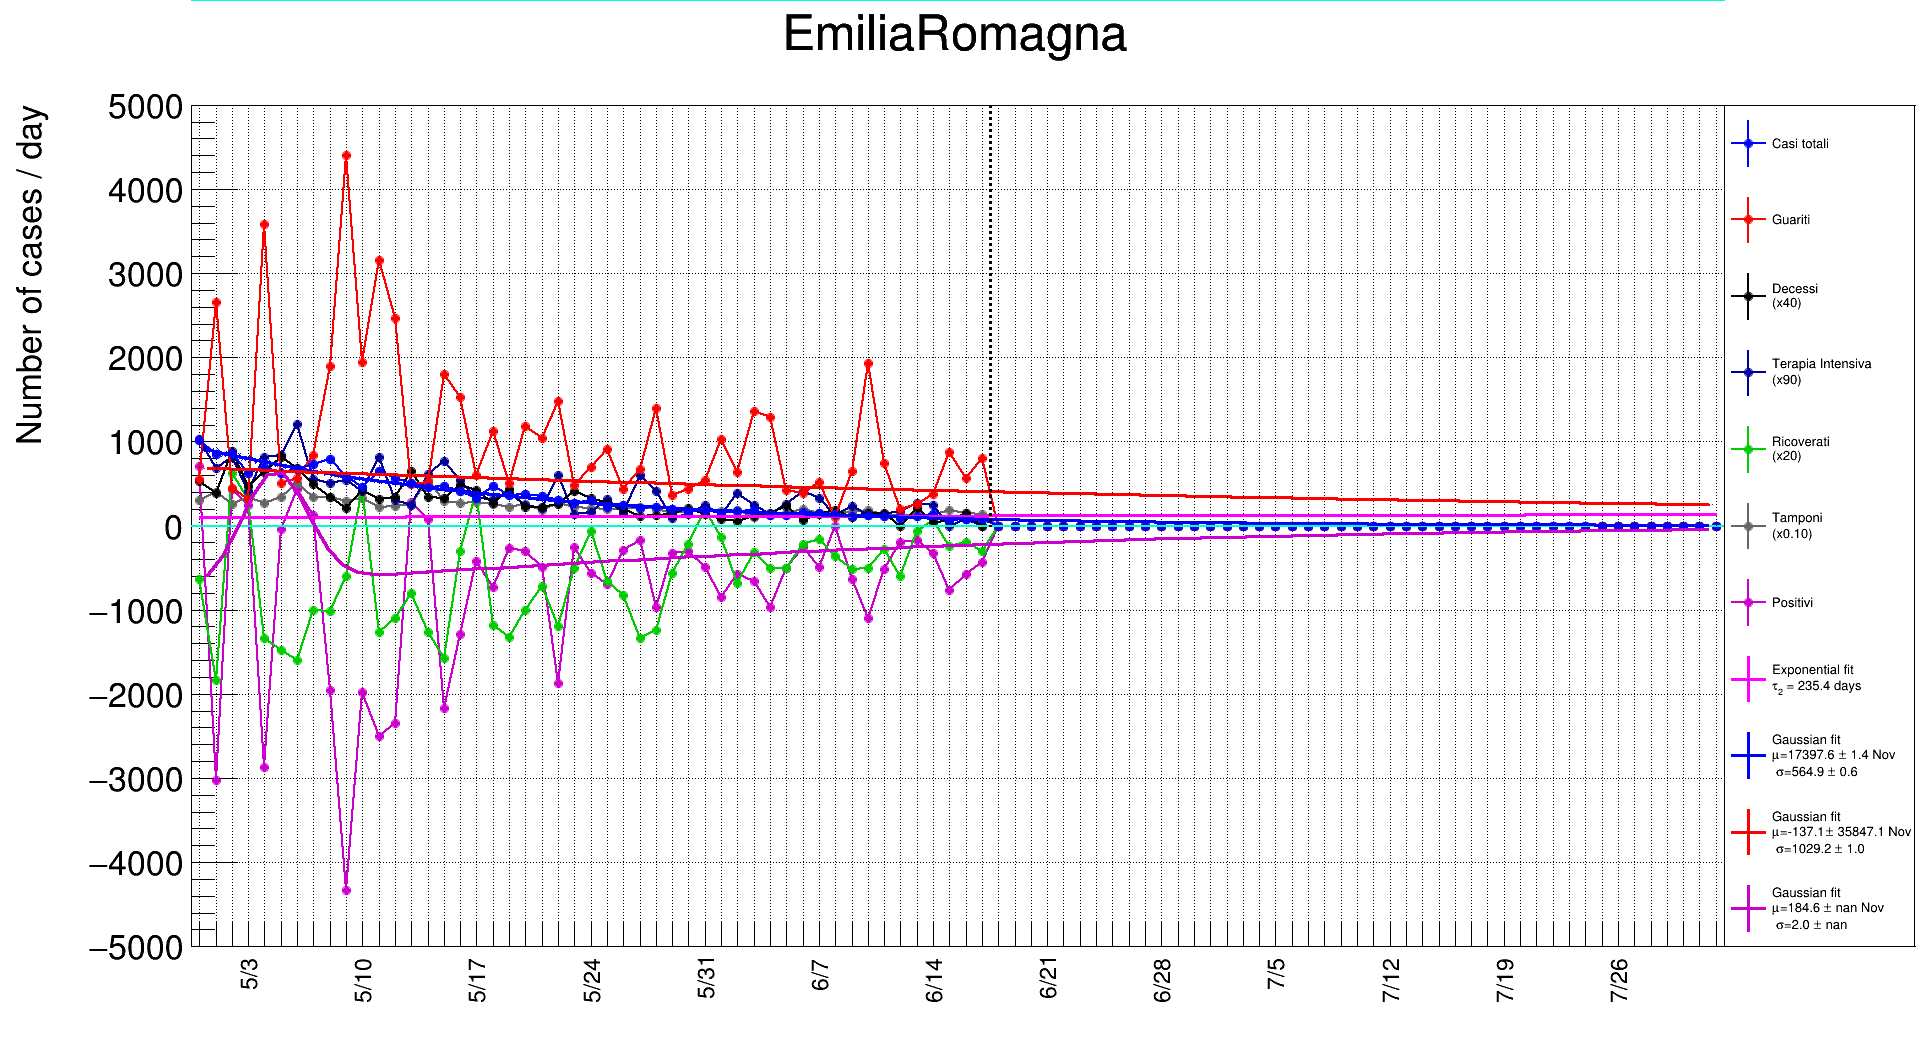 EmiliaRomagna
Number of cases / day
5000
4000
3000
2000
1000
0
−1000
−2000
−3000
−4000
−5000
5/3
5/10
5/17
5/24
5/31
6/7
6/14
6/21
6/28
7/5
7/12
7/19
7/26
Casi totali
Guariti
Decessi
(x40)
Terapia Intensiva
(x90)
Ricoverati
(x20)
Tamponi
(x0.10)
Positivi
Exponential fit
τ₂ = 235.4 days
Gaussian fit
μ=17397.6 ± 1.4 Nov
σ=564.9 ± 0.6
Gaussian fit
μ=-137.1± 35847.1 Nov
σ=1029.2 ± 1.0
Gaussian fit
μ=184.6 ± nan Nov
σ=2.0 ± nan